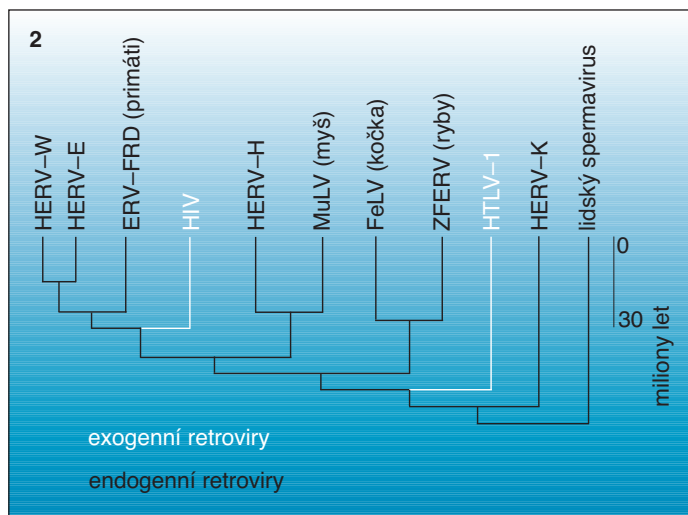 2
HERV–W
HERV–E
ERV–FRD (primáti)
HIV
HERV–H
MuLV (myš)
FeLV (kočka)
ZFERV (ryby)
HTLV–1
HERV–K
lidský spermavirus
0
30
miliony let
exogenní retroviry
endogenní retroviry